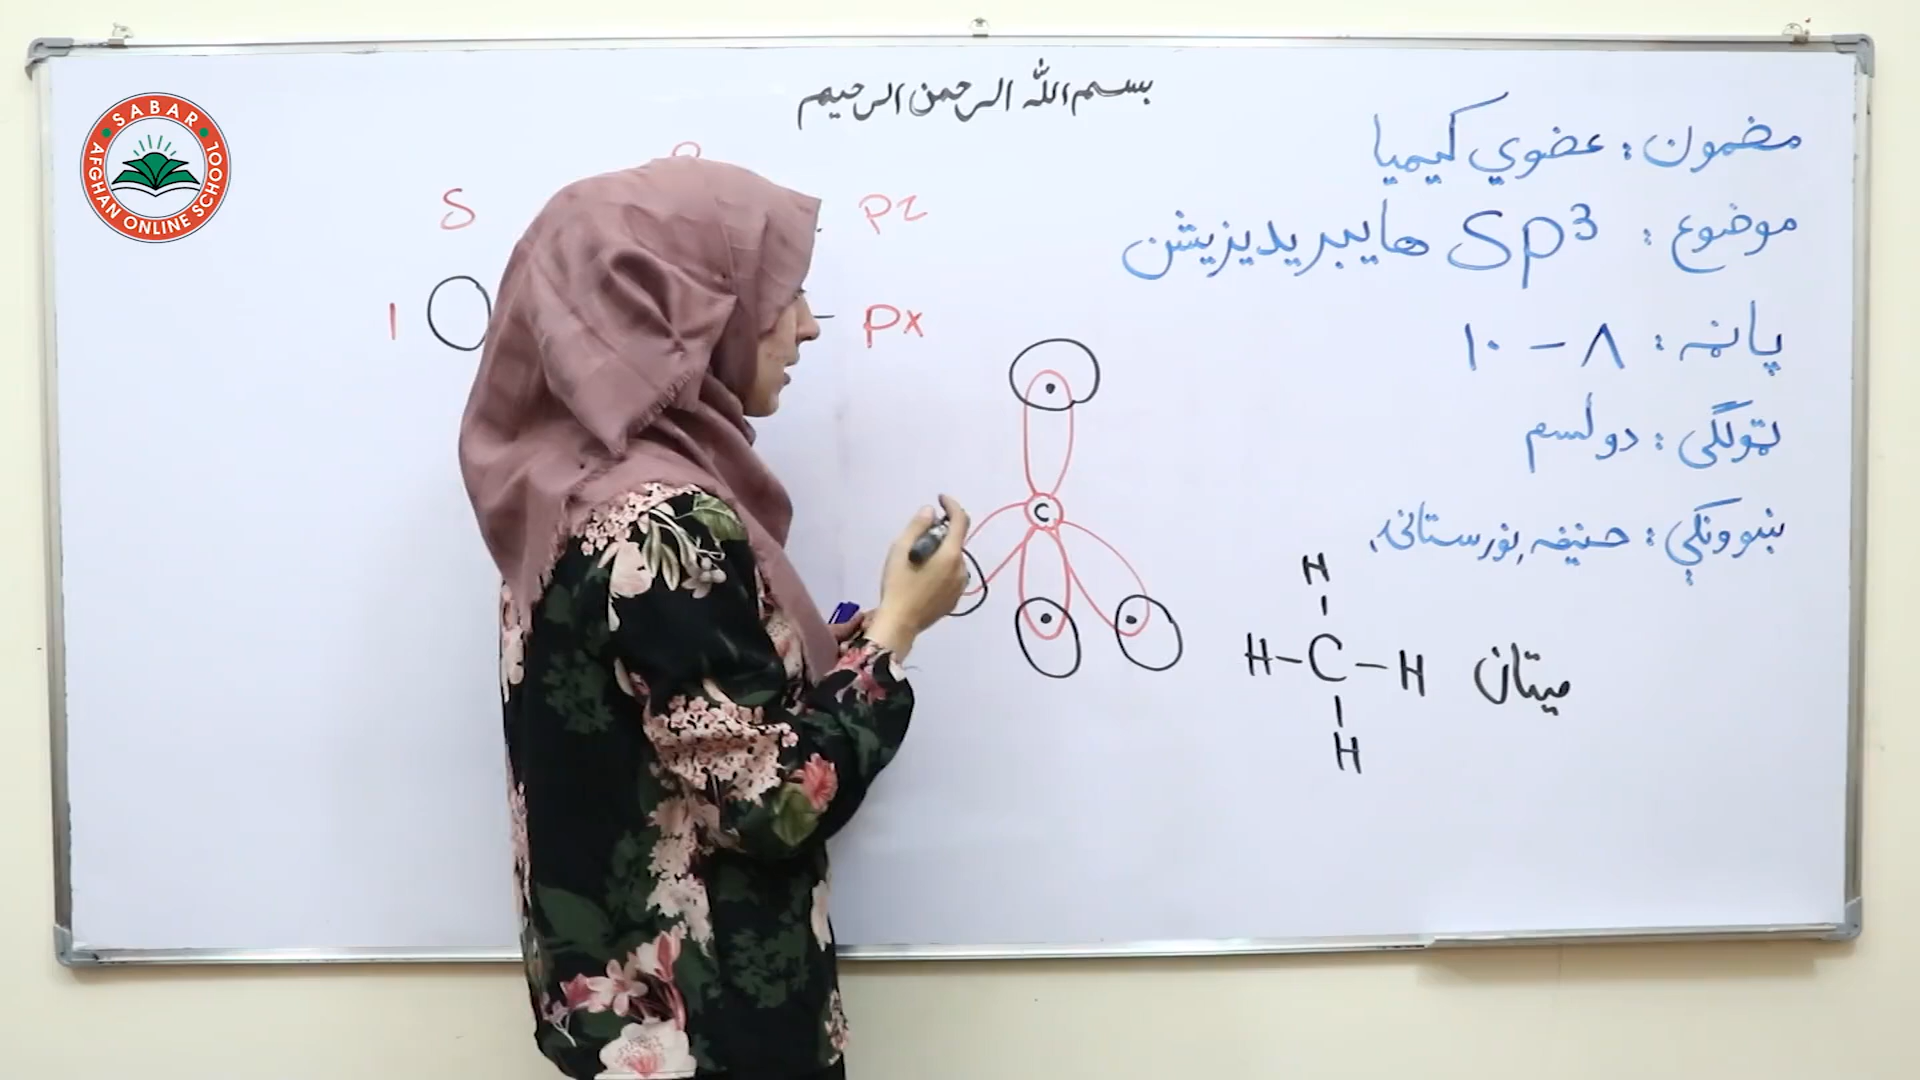 بسم الله الرحمن الرحیم
SABAR
AFGHAN ONLINE SCHOOL
مضمون: عضوي کیمیا
موضوع: sp³ هایبریدیزیشن
پاڼه: ۸ – ۱۰
ټولګی: دولسم
ښوونکې: حنیفه نورستانۍ
S
pz
1
px
C
H
H–C–H
H
میتان